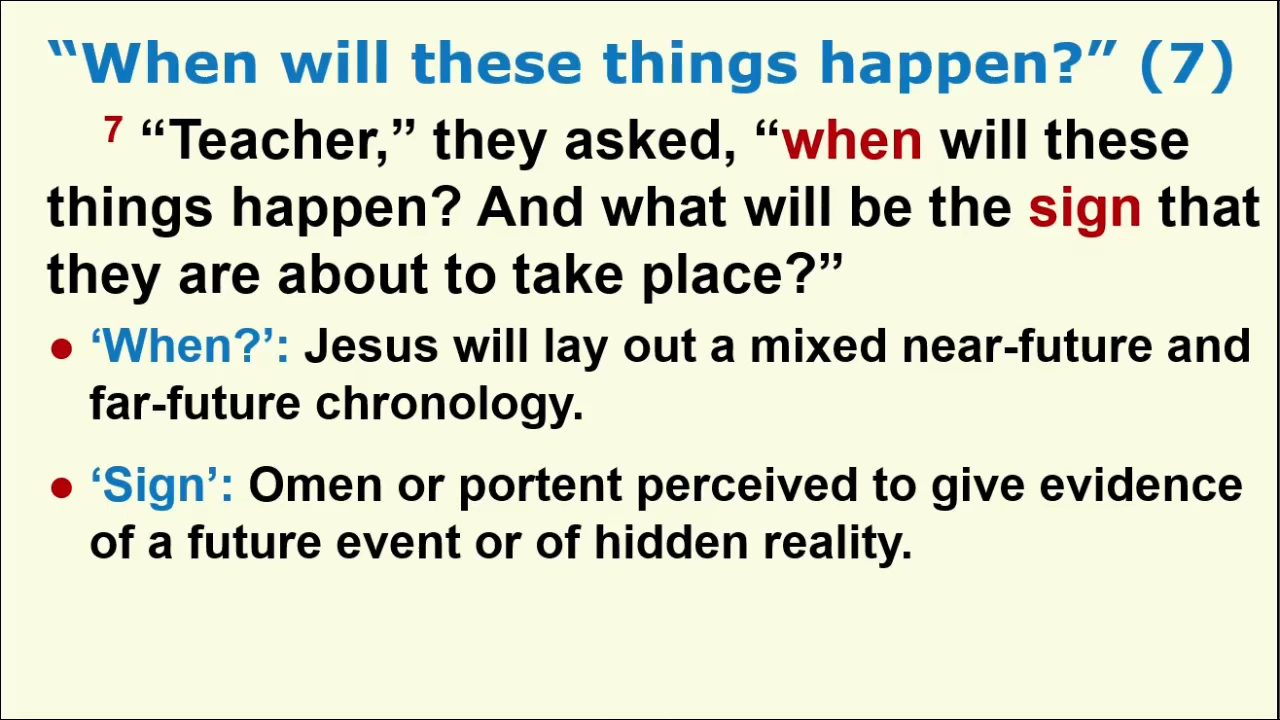 “When will these things happen?” (7)
7 “Teacher,” they asked, “when will these
things happen? And what will be the sign that
they are about to take place?”
● ‘When?’: Jesus will lay out a mixed near-future and
far-future chronology.
● ‘Sign’: Omen or portent perceived to give evidence
of a future event or of hidden reality.